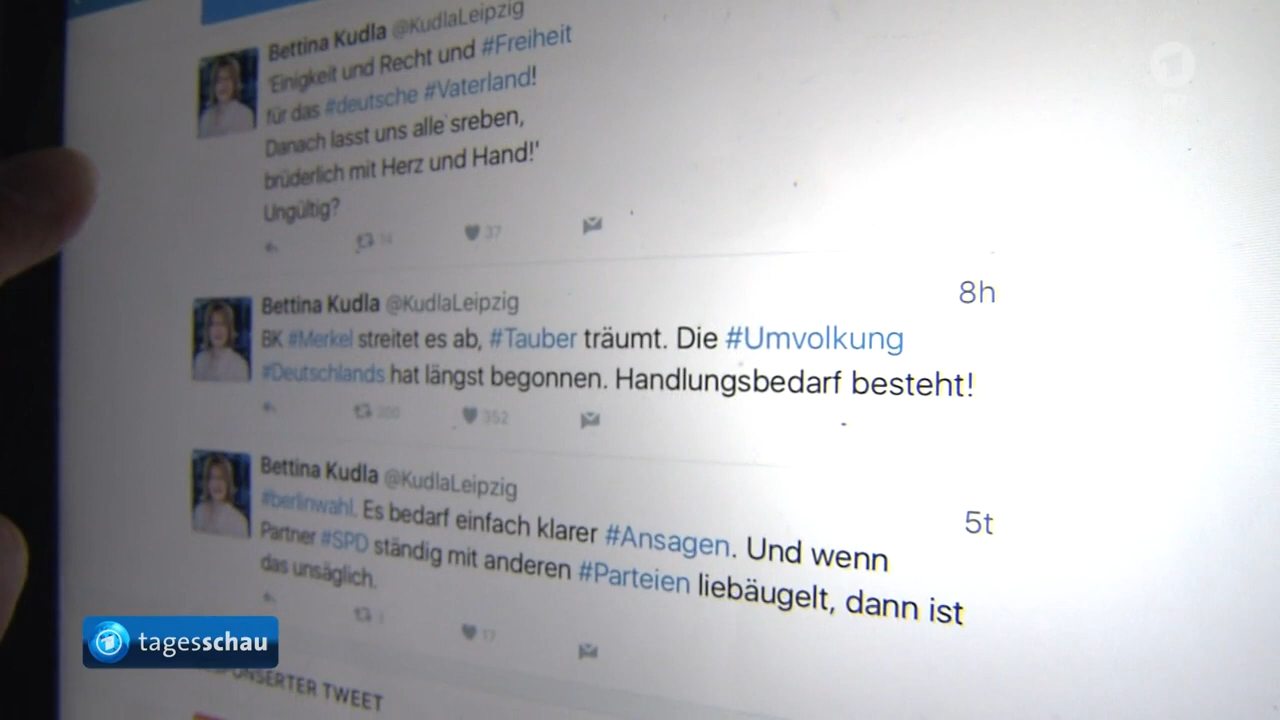 Bettina Kudla @KudlaLeipzig
'Einigkeit und Recht und #Freiheit
für das #deutsche #Vaterland!
Danach lasst uns alle sreben,
brüderlich mit Herz und Hand!'
Ungültig?
37
Bettina Kudla @KudlaLeipzig
8h
BK #Merkel streitet es ab, #Tauber träumt. Die #Umvolkung
#Deutschlands hat längst begonnen. Handlungsbedarf besteht!
352
Bettina Kudla @KudlaLeipzig
5t
#berlinwahl. Es bedarf einfach klarer #Ansagen. Und wenn
Partner #SPD ständig mit anderen #Parteien liebäugelt, dann ist
das unsäglich.
17
tagesschau
TWEET